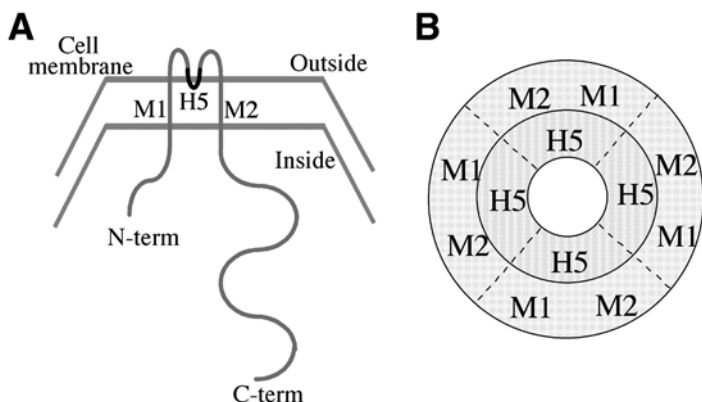 A
Cell
membrane
Outside
M1
H5
M2
Inside
N-term
C-term
B
M2
M1
H5
M1
M2
H5
H5
M2
M1
H5
M1
M2